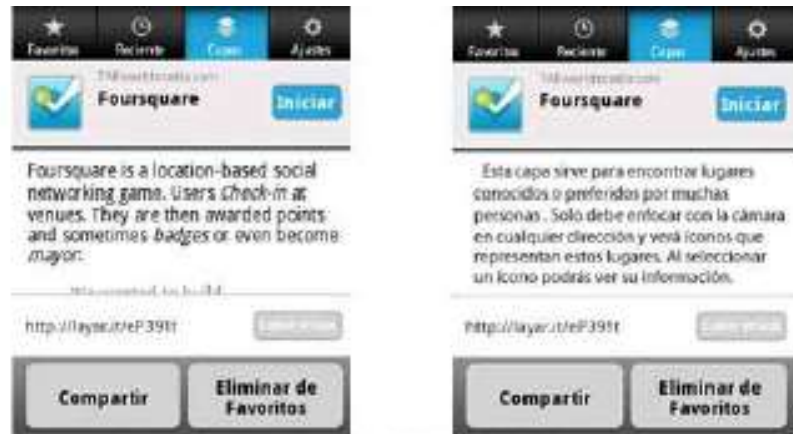 Favoritos Reciente Capas Ajustes
Foursquare
Iniciar
Foursquare is a location-based social
networking game. Users Check-in at
venues. They are then awarded points
and sometimes badges or even become
mayor.
http://layar.it/eP391t
Compartir
Eliminar de
Favoritos
Favoritos Reciente Capas Ajustes
Foursquare
Iniciar
Esta capa sirve para encontrar lugares
conocidos o preferidos por muchas
personas. Solo debe enfocar con la cámara
en cualquier dirección y verá íconos que
representan estos lugares. Al seleccionar
un ícono podrás ver su información.
http://layar.it/eP391t
Compartir
Eliminar de
Favoritos